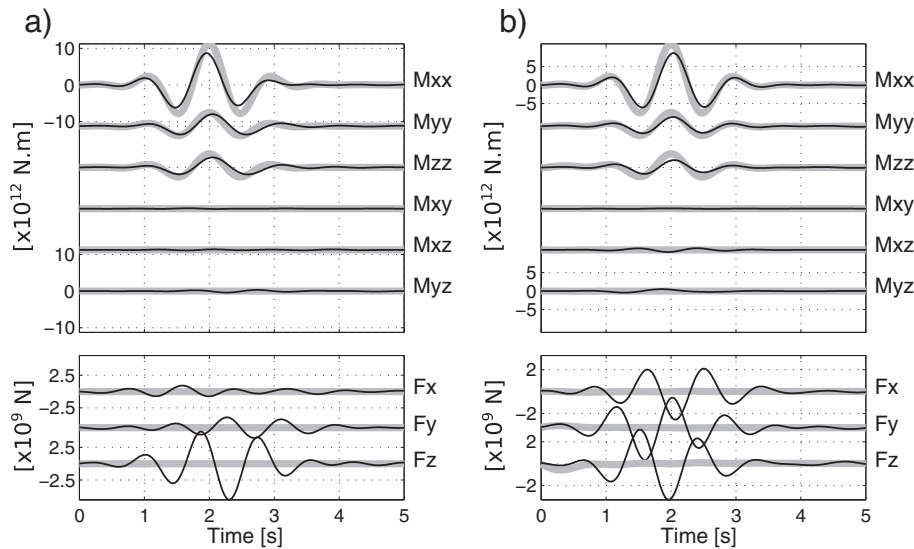 a)
10
0
−10
[x10¹² N.m]
10
0
−10
Mxx
Myy
Mzz
Mxy
Mxz
Myz
2.5
−2.5
2.5
−2.5
[x10⁹ N]
Fx
Fy
Fz
0 1 2 3 4 5
Time [s]
b)
5
0
−5
[x10¹² N.m]
5
0
−5
Mxx
Myy
Mzz
Mxy
Mxz
Myz
2
−2
2
−2
[x10⁹ N]
Fx
Fy
Fz
0 1 2 3 4 5
Time [s]